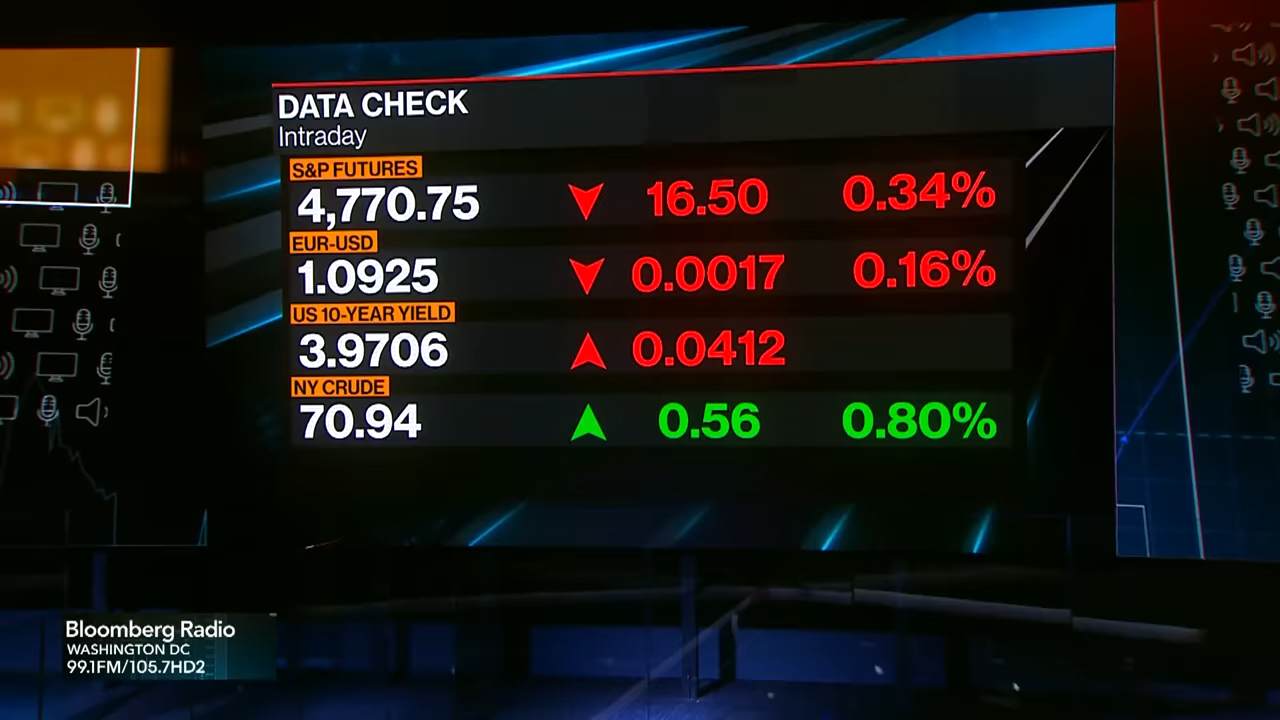 DATA CHECK
Intraday
S&P FUTURES
4,770.75 16.50 0.34%
EUR-USD
1.0925 0.0017 0.16%
US 10-YEAR YIELD
3.9706 0.0412
NY CRUDE
70.94 0.56 0.80%
Bloomberg Radio
WASHINGTON DC
99.1FM/105.7HD2